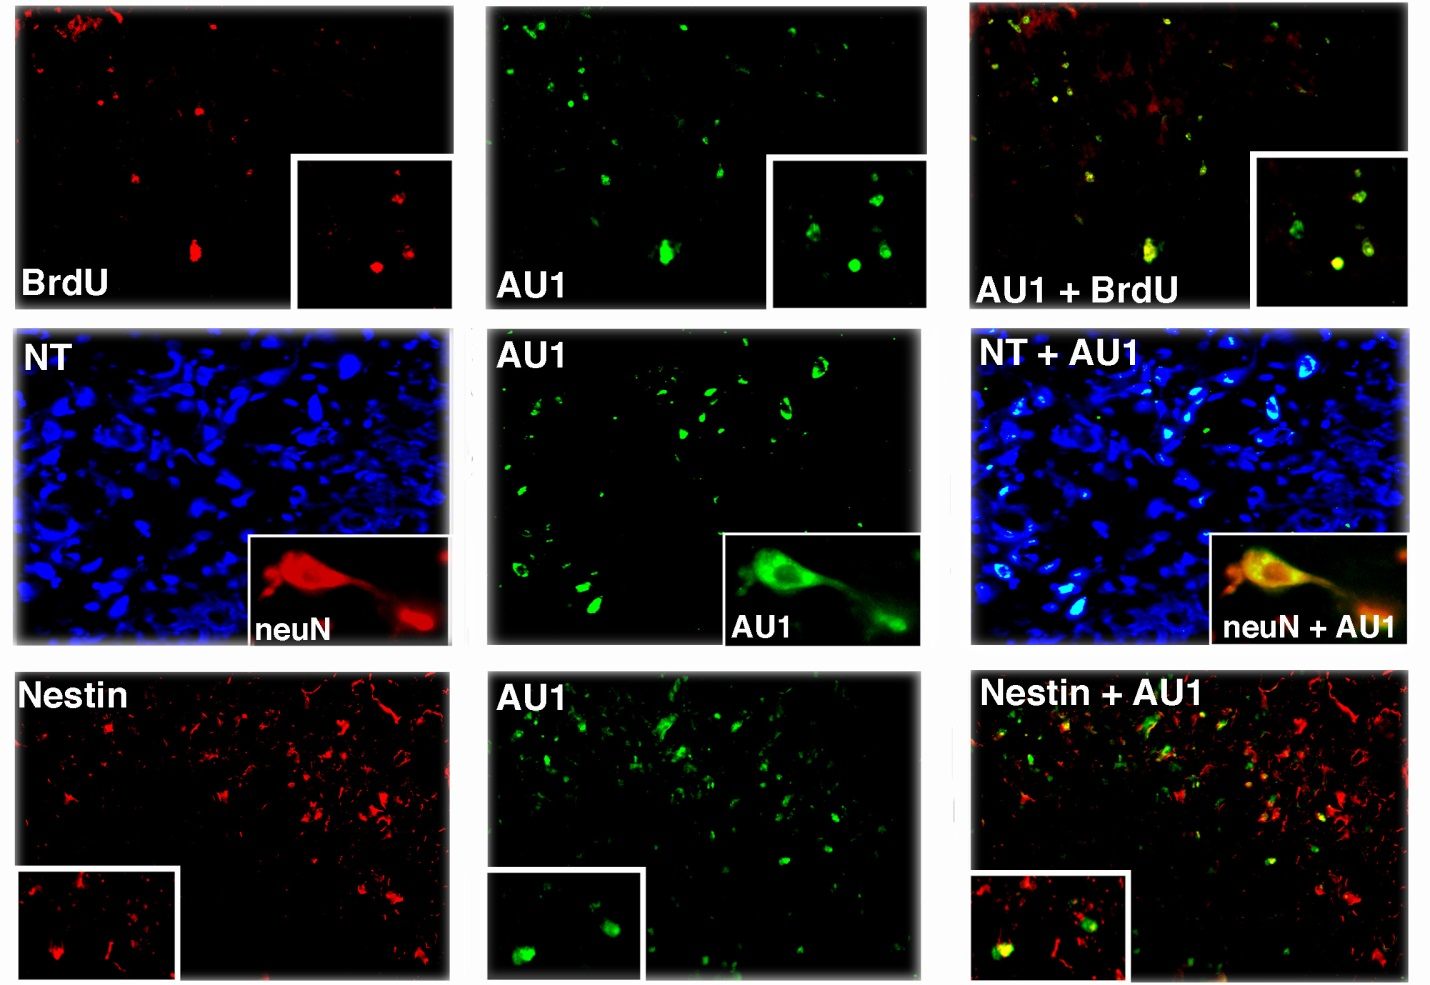 BrdU
AU1
AU1 + BrdU
NT
AU1
NT + AU1
neuN
AU1
neuN + AU1
Nestin
AU1
Nestin + AU1